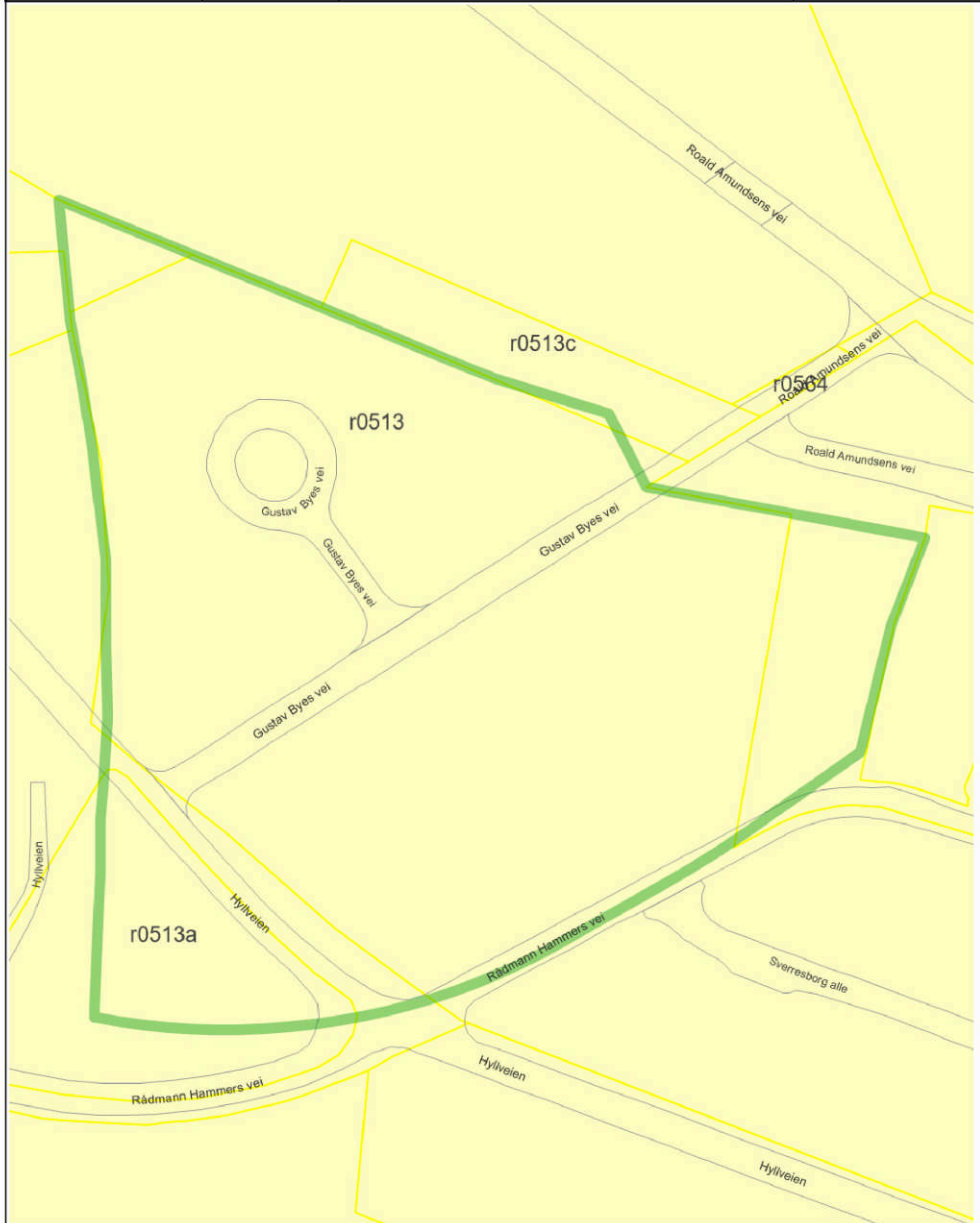 Roald Amundsens vei
r0513c
Roald Amundsens vei
r0564
r0513
Roald Amundsens vei
Gustav Byes vei
Gustav Byes vei
Gustav Byes vei
Gustav Byes vei
Hyllveien
Hyllveien
r0513a
Rådmann Hammers vei
Sverresborg alle
Hyllveien
Rådmann Hammers vei
Hyllveien